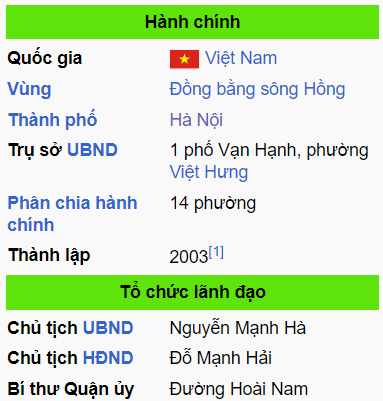 Hành chính
Quốc gia Việt Nam
Vùng Đồng bằng sông Hồng
Thành phố Hà Nội
Trụ sở UBND 1 phố Vạn Hạnh, phường
Việt Hưng
Phân chia hành 14 phường
chính
Thành lập 2003[1]
Tổ chức lãnh đạo
Chủ tịch UBND Nguyễn Mạnh Hà
Chủ tịch HĐND Đỗ Mạnh Hải
Bí thư Quận ủy Đường Hoài Nam